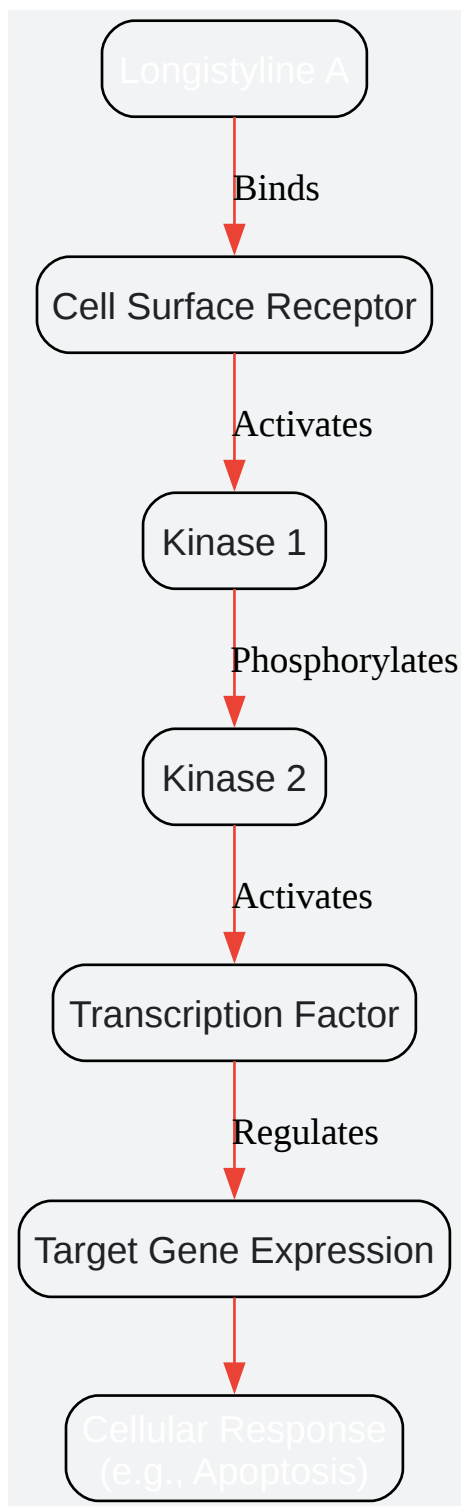 Longistyline A
Binds
Cell Surface Receptor
Activates
Kinase 1
Phosphorylates
Kinase 2
Activates
Transcription Factor
Regulates
Target Gene Expression
Cellular Response
(e.g., Apoptosis)